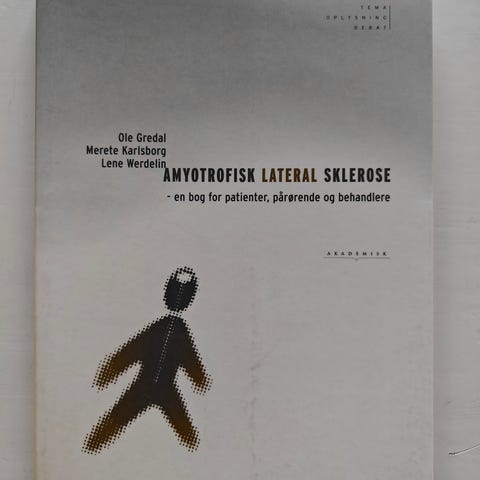 TEMA
OPLYSNING
DEBAT
Ole Gredal
Merete Karlsborg
Lene Werdelin
AMYOTROFISK LATERAL SKLEROSE
- en bog for patienter, pårørende og behandlere
AKADEMISK